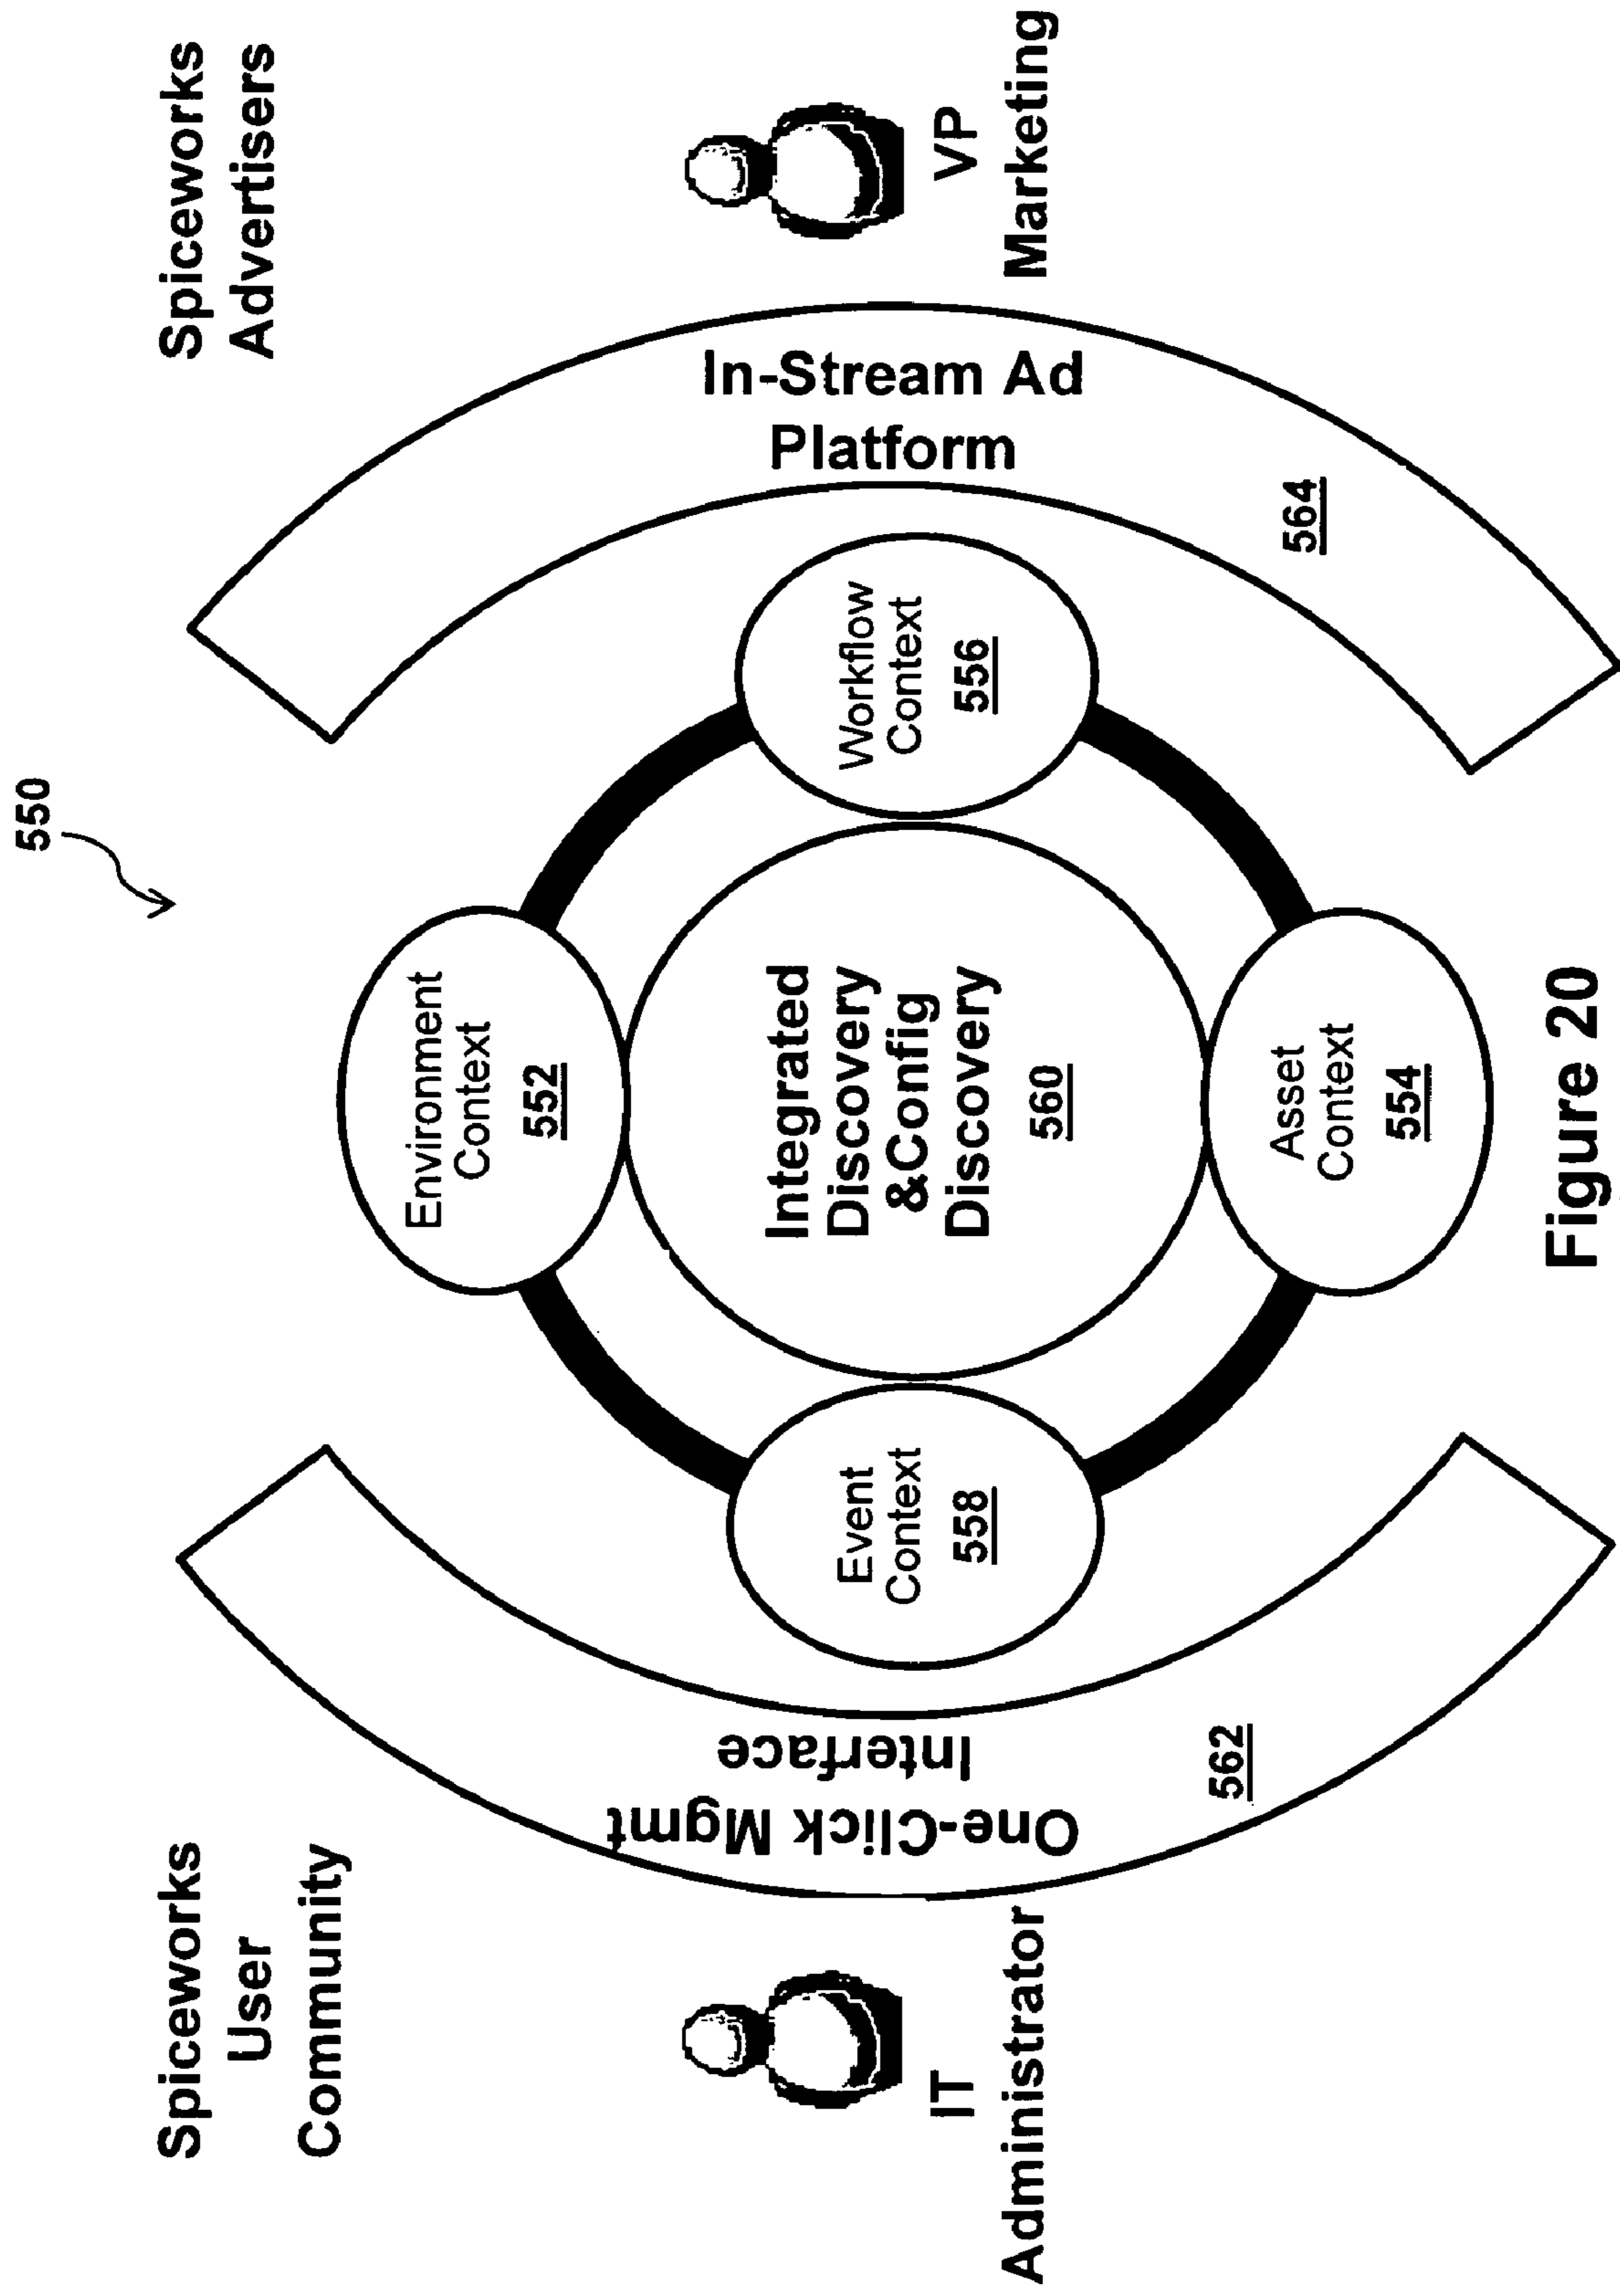 550
Spiceworks
User
Community
Spiceworks
Advertisers
IT
Administrator
One-Click Mgmt
Interface
562
Event
Context
558
Environment
Context
552
Integrated
Discovery
&Config
Discovery
560
Asset
Context
554
Workflow
Context
556
In-Stream Ad
Platform
564
VP
Marketing
Figure 20